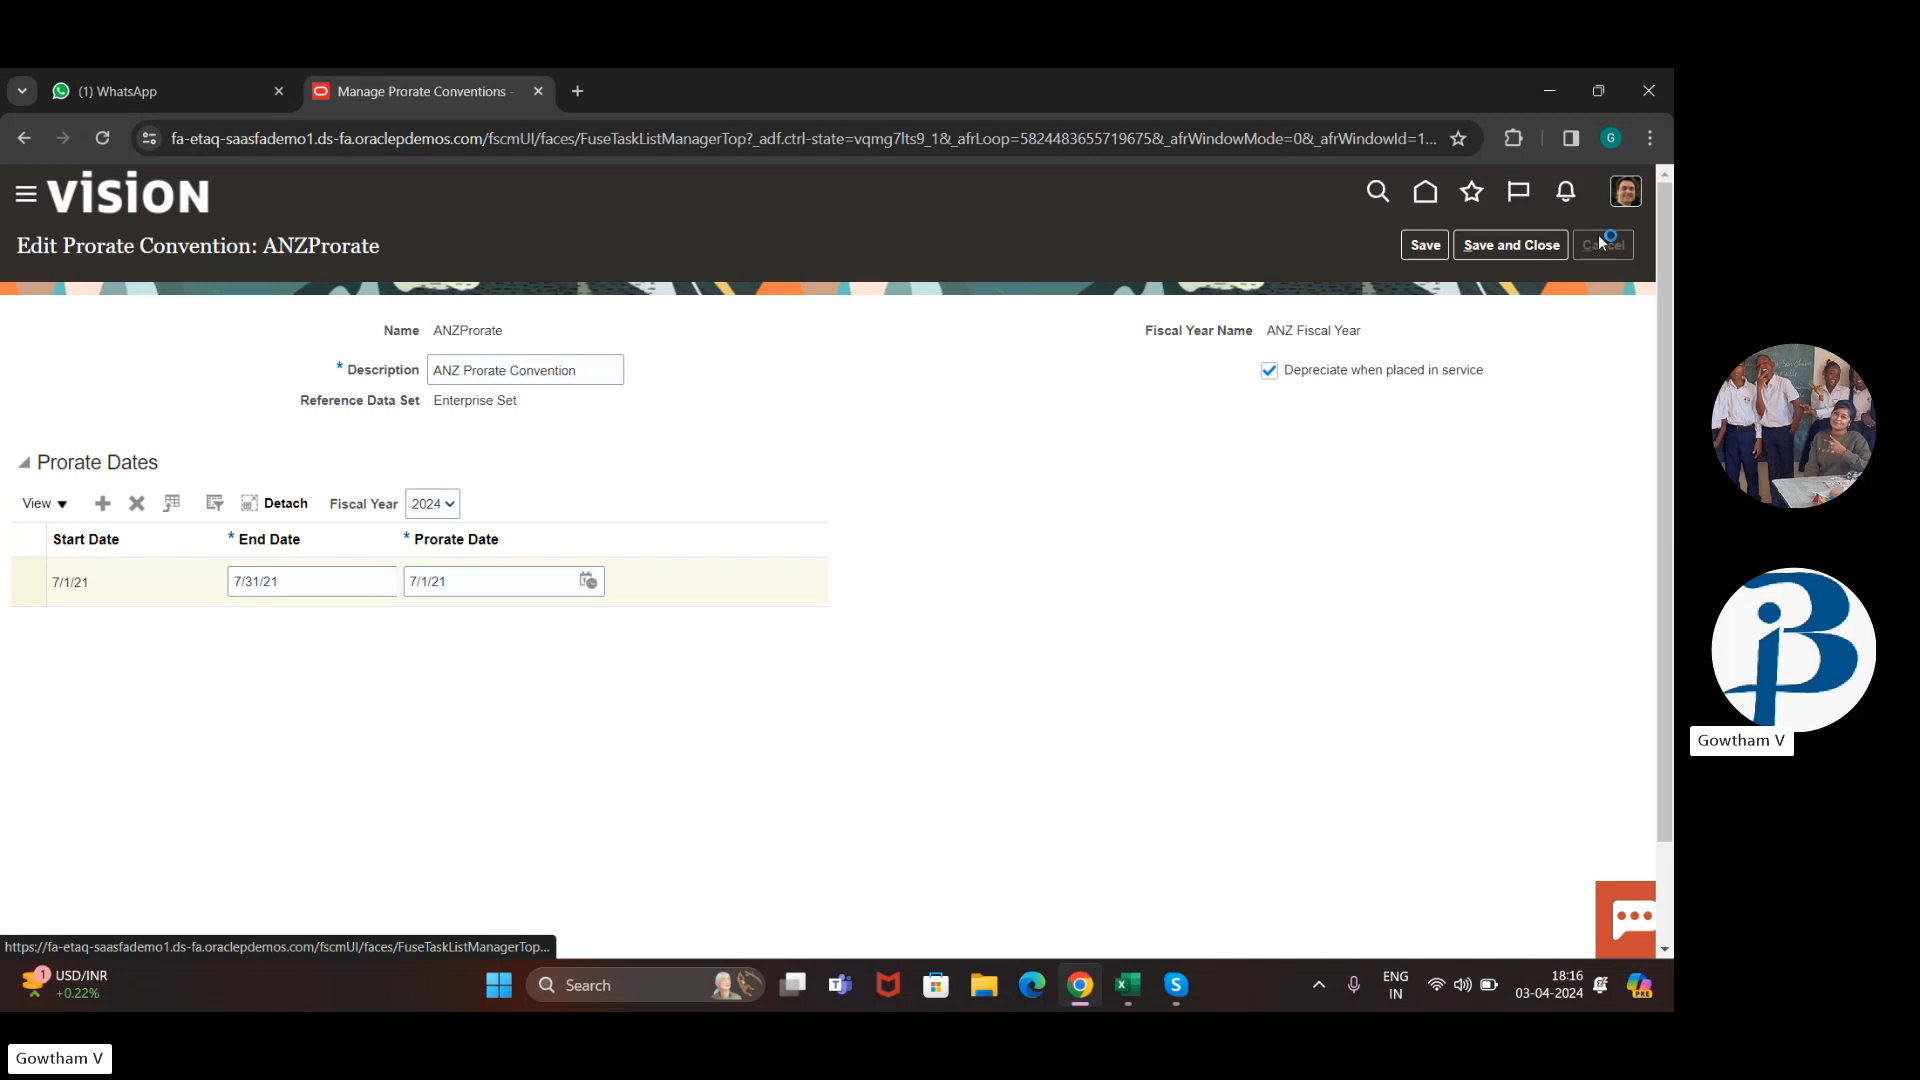 (1) WhatsApp
Manage Prorate Conventions -
fa-etaq-saasfademo1.ds-fa.oraclepdemos.com/fscmUI/faces/FuseTaskListManagerTop?_adf.ctrl-state=vqmg7lts9_1&_afrLoop=58244836557​19675&_afrWindowMode=0&_afrWindowId=1...
G
vision
Edit Prorate Convention: ANZProrate
Save
Save and Close
Name ANZProrate
Fiscal Year Name ANZ Fiscal Year
* Description ANZ Prorate Convention
Depreciate when placed in service
Reference Data Set Enterprise Set
Prorate Dates
View
Detach
Fiscal Year 2024
Start Date
* End Date
* Prorate Date
7/1/21
7/31/21
7/1/21
Gowtham V
https://fa-etaq-saasfademo1.ds-fa.oraclepdemos.com/fscmUI/faces/FuseTaskListManagerTop...
1
USD/INR
+0.22%
Search
ENG
IN
18:16
03-04-2024
PRE
Gowtham V